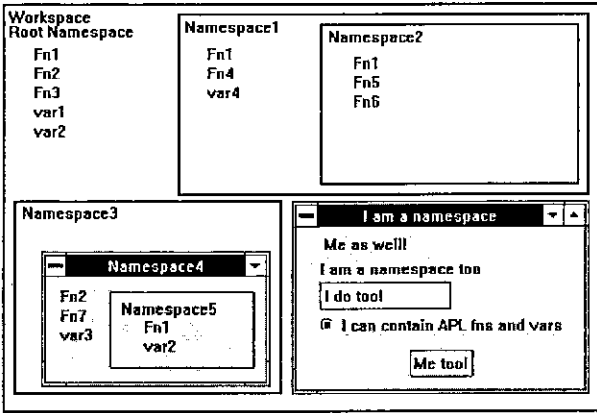 Workspace
Root Namespace
Fn1
Fn2
Fn3
var1
var2
Namespace1
Fn1
Fn4
var4
Namespace2
Fn1
Fn5
Fn6
Namespace3
Namespace4
Fn2
Fn7
var3
Namespace5
Fn1
var2
I am a namespace
Me as well!
I am a namespace too
I do too!
I can contain APL fns and vars
Me too!